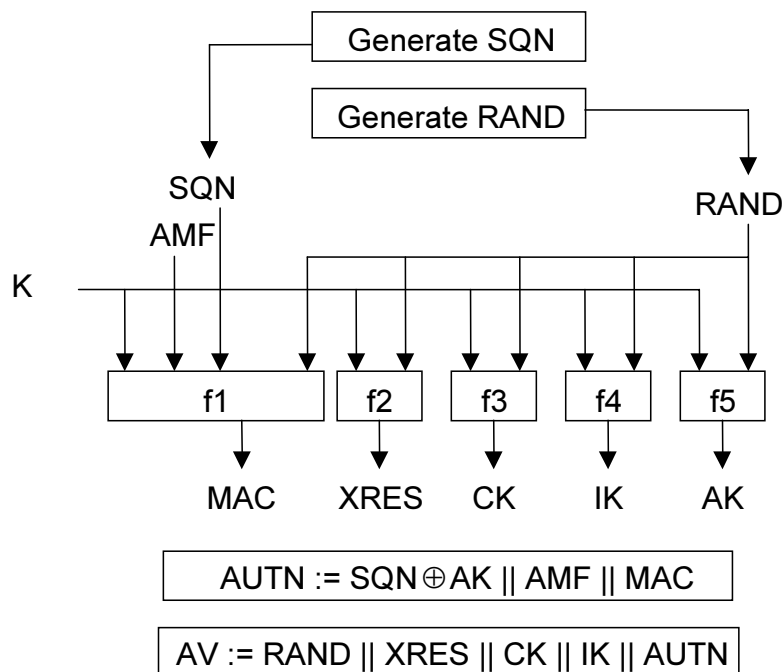 Generate SQN
Generate RAND
SQN
RAND
AMF
K
f1 f2 f3 f4 f5
MAC XRES CK IK AK
AUTN := SQN⊕AK || AMF || MAC
AV := RAND || XRES || CK || IK || AUTN